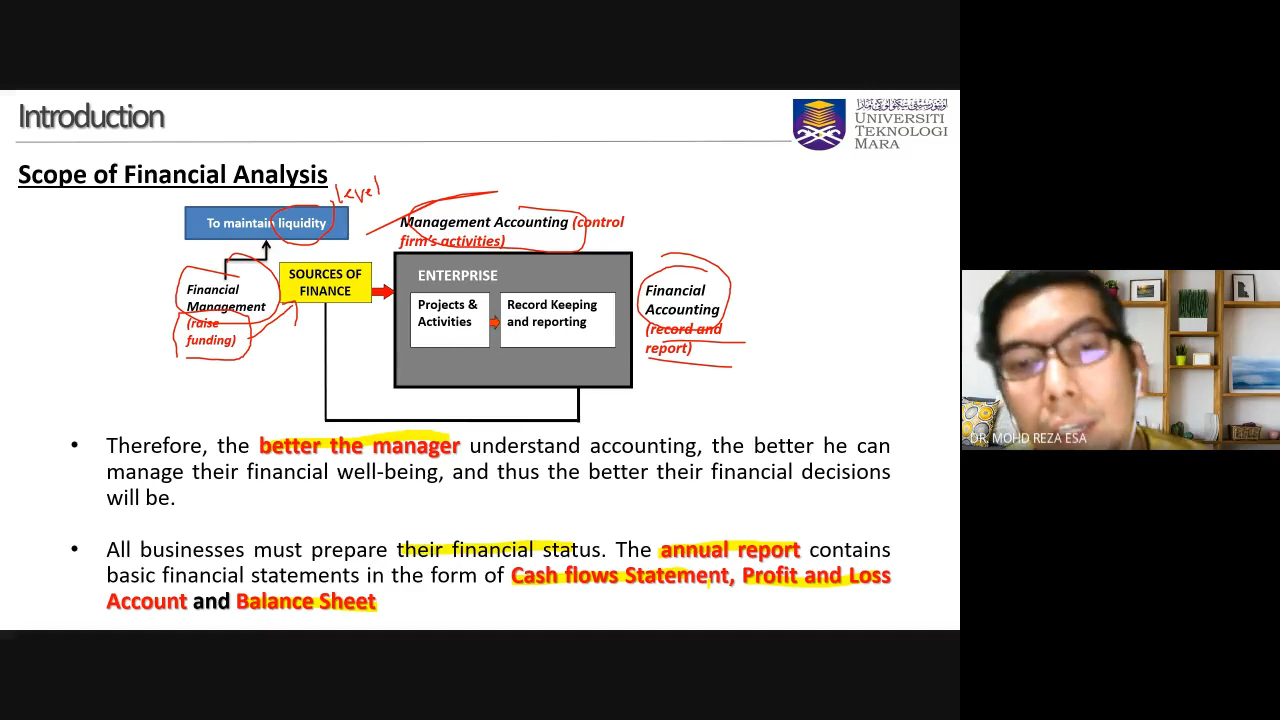 Introduction
اونيۏرسيتي تيكنولوݢي مارا
UNIVERSITI
TEKNOLOGI
MARA
Scope of Financial Analysis
level
To maintain liquidity
Management Accounting (control
firm's activities)
SOURCES OF
FINANCE
ENTERPRISE
Financial
Management
(raise
funding)
Projects &
Activities
Record Keeping
and reporting
Financial
Accounting
(record and
report)
• Therefore, the better the manager understand accounting, the better he can
manage their financial well-being, and thus the better their financial decisions
will be.
• All businesses must prepare their financial status. The annual report contains
basic financial statements in the form of Cash flows Statement, Profit and Loss
Account and Balance Sheet
DR. MOHD REZA ESA